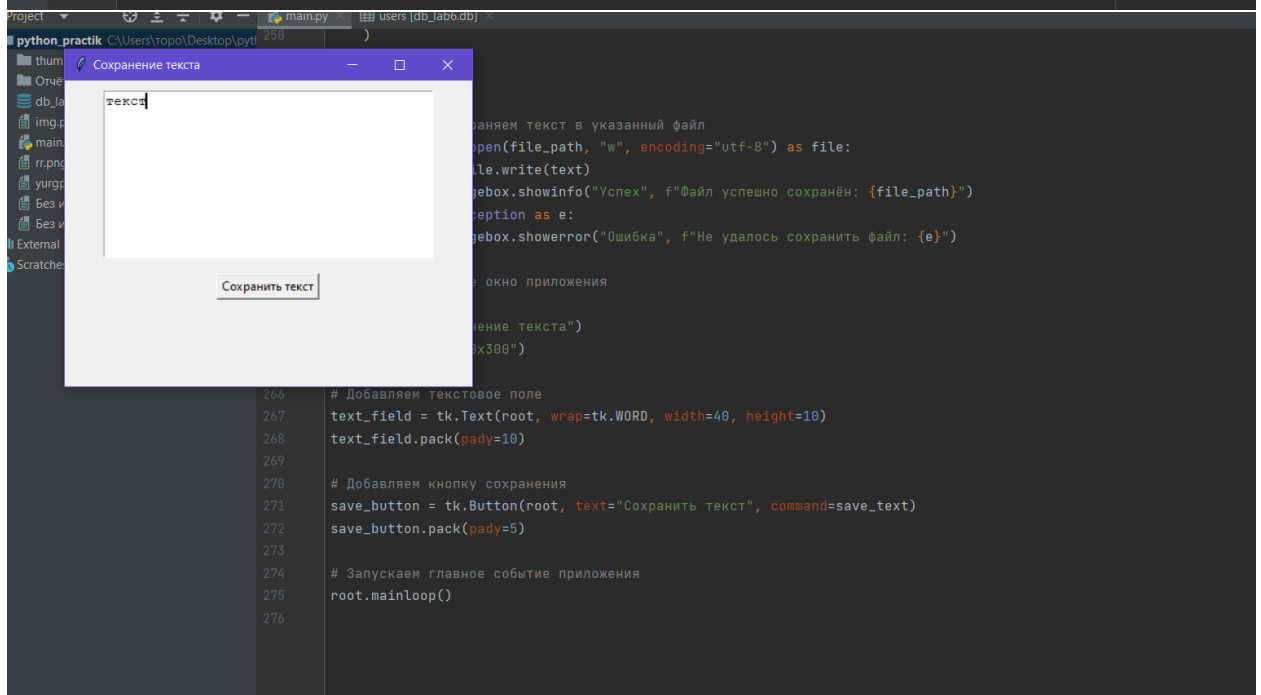 Project
main.py
users [db_lab6.db]
python_practik C:\Users\торо\Desktop\pyt
250 )
thum
Сохранение текста
Отчё
db_la
текст
img.p
раняем текст в указанный файл
main.
open(file_path, "w", encoding="utf-8") as file:
rr.png
le.write(text)
yurgp
gebox.showinfo("Успех", f"Файл успешно сохранён: {file_path}")
Без и
ception as e:
Без и
gebox.showerror("Ошибка", f"Не удалось сохранить файл: {e}")
External
Scratche
Сохранить текст
окно приложения
ение текста")
0x300")
266 # Добавляем текстовое поле
267 text_field = tk.Text(root, wrap=tk.WORD, width=40, height=10)
268 text_field.pack(pady=10)
269
270 # Добавляем кнопку сохранения
271 save_button = tk.Button(root, text="Сохранить текст", command=save_text)
272 save_button.pack(pady=5)
273
274 # Запускаем главное событие приложения
275 root.mainloop()
276